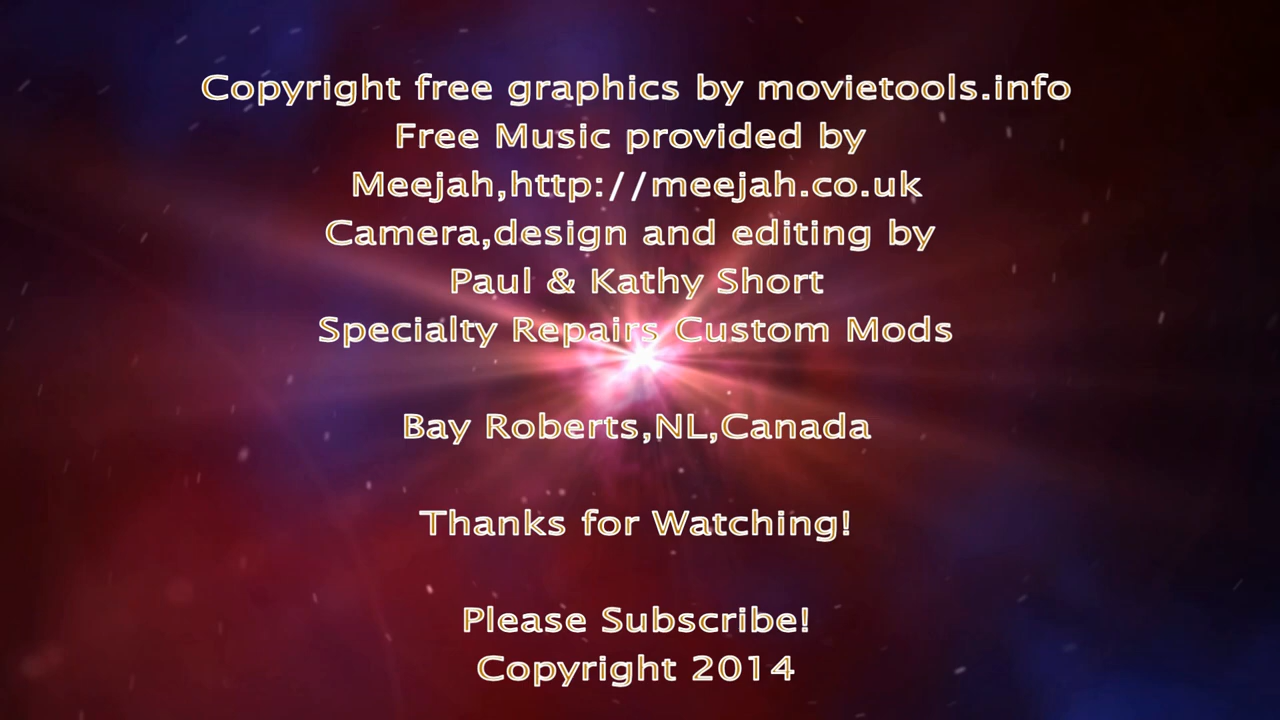 Copyright free graphics by movietools.info
Free Music provided by
Meejah,http://meejah.co.uk
Camera,design and editing by
Paul & Kathy Short
Specialty Repairs Custom Mods
Bay Roberts,NL,Canada
Thanks for Watching!
Please Subscribe!
Copyright 2014